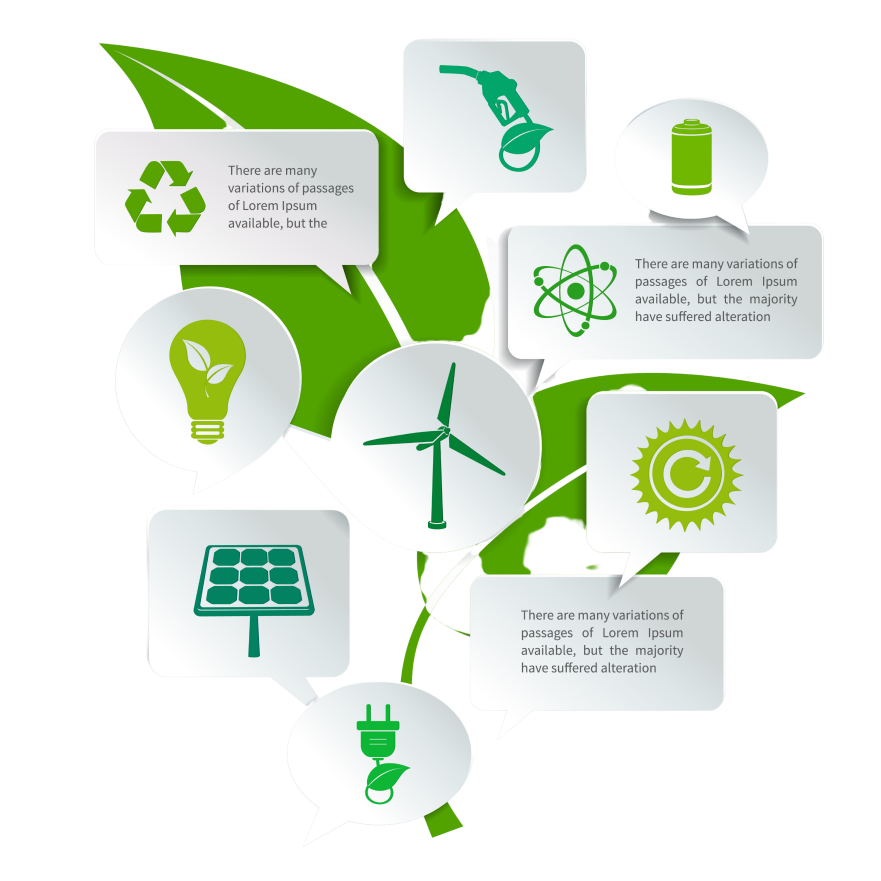 There are many
variations of passages
of Lorem Ipsum
available, but the
There are many variations of
passages of Lorem Ipsum
available, but the majority
have suffered alteration
There are many variations of
passages of Lorem Ipsum
available, but the majority
have suffered alteration